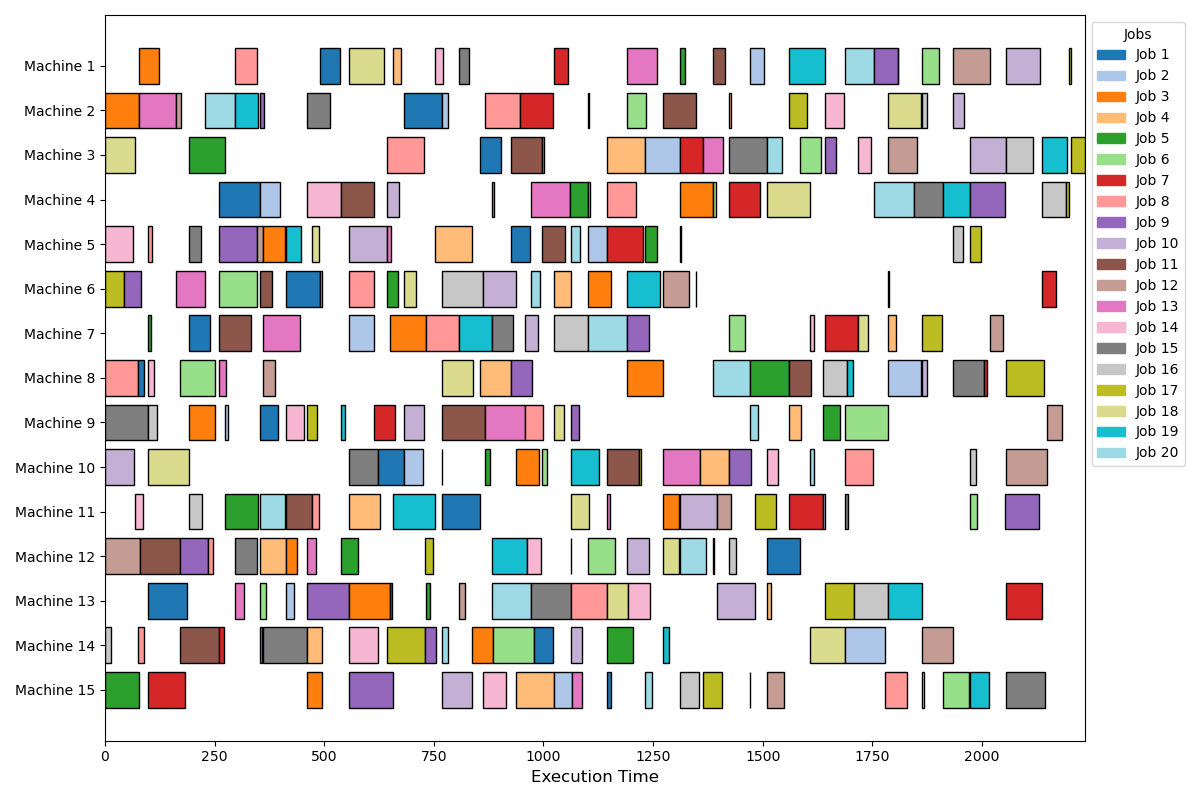 Machine 1
Machine 2
Machine 3
Machine 4
Machine 5
Machine 6
Machine 7
Machine 8
Machine 9
Machine 10
Machine 11
Machine 12
Machine 13
Machine 14
Machine 15
0 250 500 750 1000 1250 1500 1750 2000
Execution Time
Jobs
Job 1
Job 2
Job 3
Job 4
Job 5
Job 6
Job 7
Job 8
Job 9
Job 10
Job 11
Job 12
Job 13
Job 14
Job 15
Job 16
Job 17
Job 18
Job 19
Job 20